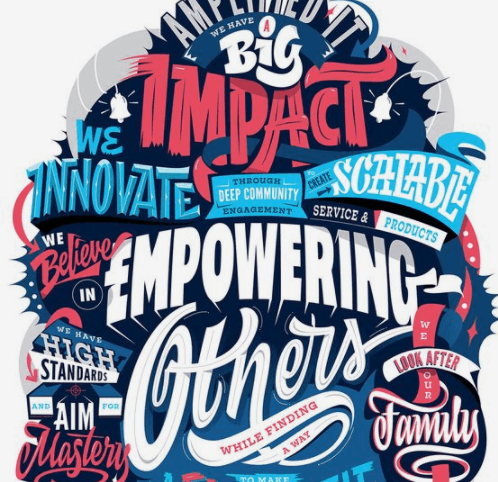 AMPLIFIED IT
WE HAVE A
BIG
IMPACT
WE
INNOVATE
THROUGH
DEEP COMMUNITY
ENGAGEMENT
TO CREATE
SCALABLE
SERVICE &
PRODUCTS
WE
Believe
IN
EMPOWERING
Others
WHILE FINDING
A WAY
TO MAKE
WE HAVE
HIGH
STANDARDS
AND AIM FOR
Mastery
WE
LOOK AFTER
OUR
Family